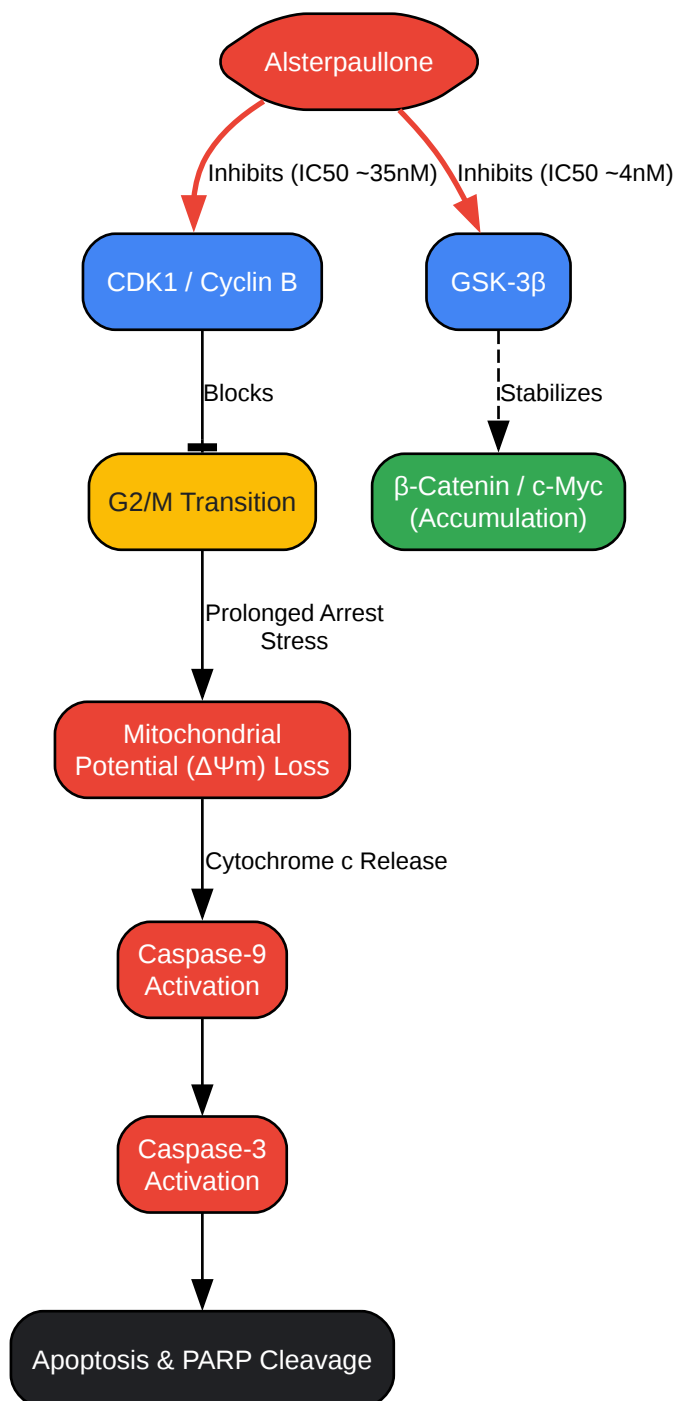 Alsterpaullone
Inhibits (IC50 ~35nM)
Inhibits (IC50 ~4nM)
CDK1 / Cyclin B
GSK-3β
Blocks
Stabilizes
G2/M Transition
β-Catenin / c-Myc
(Accumulation)
Prolonged Arrest
Stress
Mitochondrial
Potential (ΔΨm) Loss
Cytochrome c Release
Caspase-9
Activation
Caspase-3
Activation
Apoptosis & PARP Cleavage